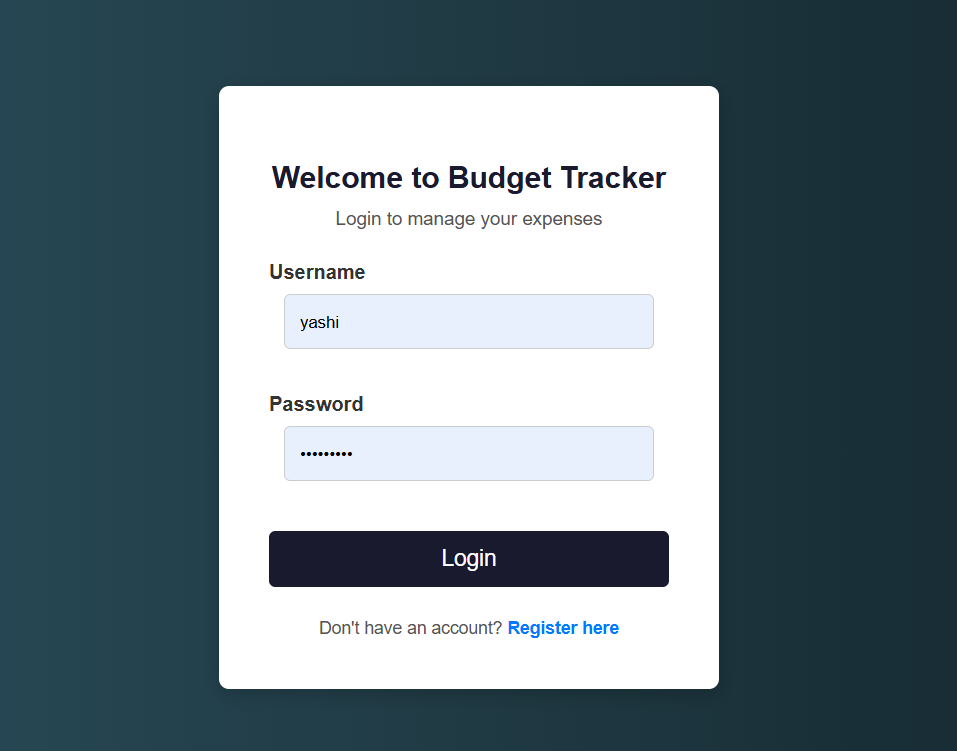 Welcome to Budget Tracker
Login to manage your expenses
Username
yashi
Password
•••••••••
Login
Don't have an account? Register here